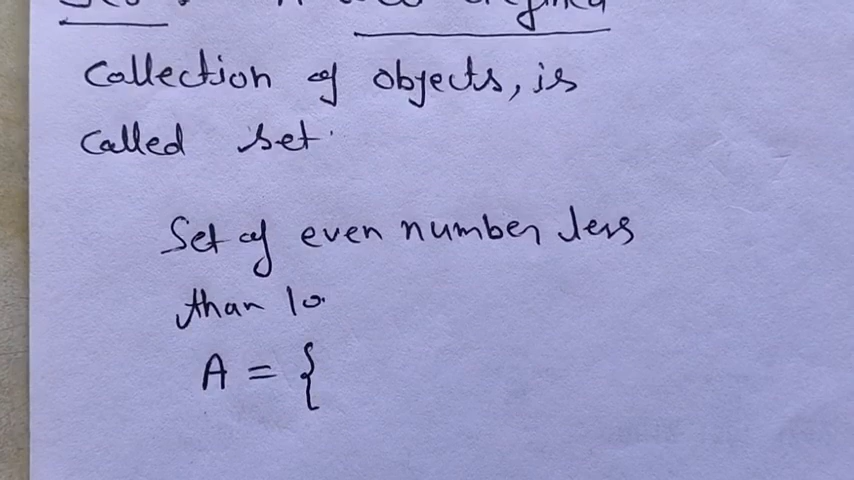 Collection of objects, is
called set.
Set of even number less
than 10.
A = {